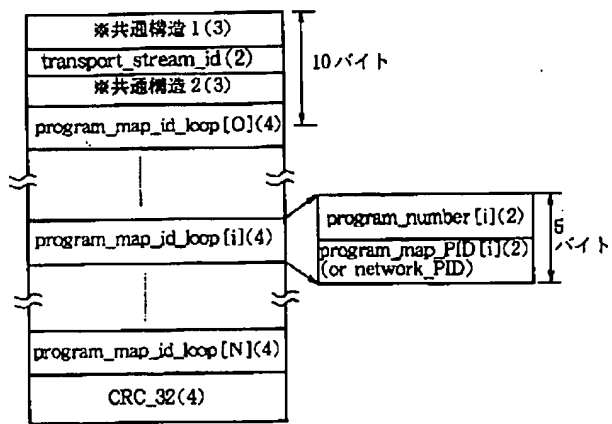 ※共通構造1(3)
transport_stream_id(2)
※共通構造2(3)
program_map_id_loop[0](4)
10バイト
program_map_id_loop[i](4)
program_number[i](2)
program_map_PID[i](2)
(or network_PID)
5
バイト
program_map_id_loop[N](4)
CRC_32(4)